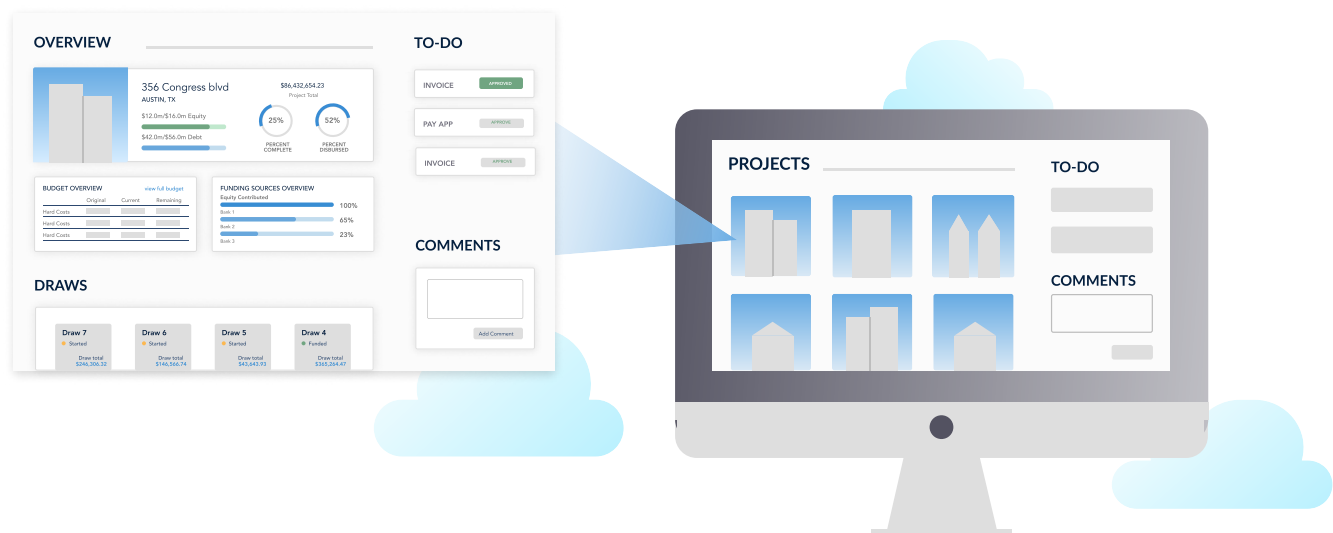 OVERVIEW
356 Congress blvd
AUSTIN, TX
$12.0m/$16.0m Equity
$42.0m/$56.0m Debt
$86,432,654.23
Project Total
25%
52%
PERCENT
COMPLETE
PERCENT
DISBURSED
BUDGET OVERVIEW
view full budget
Original Current Remaining
Hard Costs
Hard Costs
Hard Costs
FUNDING SOURCES OVERVIEW
Equity Contributed
100%
Bank 1
65%
Bank 2
23%
Bank 3
DRAWS
Draw 7
Started
Draw total
$246,306.32
Draw 6
Started
Draw total
$146,566.74
Draw 5
Started
Draw total
$43,643.93
Draw 4
Funded
Draw total
$365,264.47
TO-DO
INVOICE APPROVED
PAY APP APPROVE
INVOICE APPROVE
COMMENTS
Add Comment
PROJECTS
TO-DO
COMMENTS